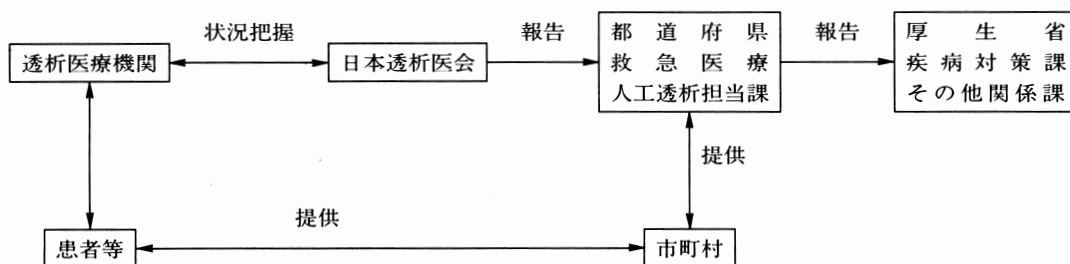 状況把握
報告
報告
透析医療機関
日本透析医会
都道府県
救急医療
人工透析担当課
厚生省
疾病対策課
その他関係課
提供
提供
患者等
市町村